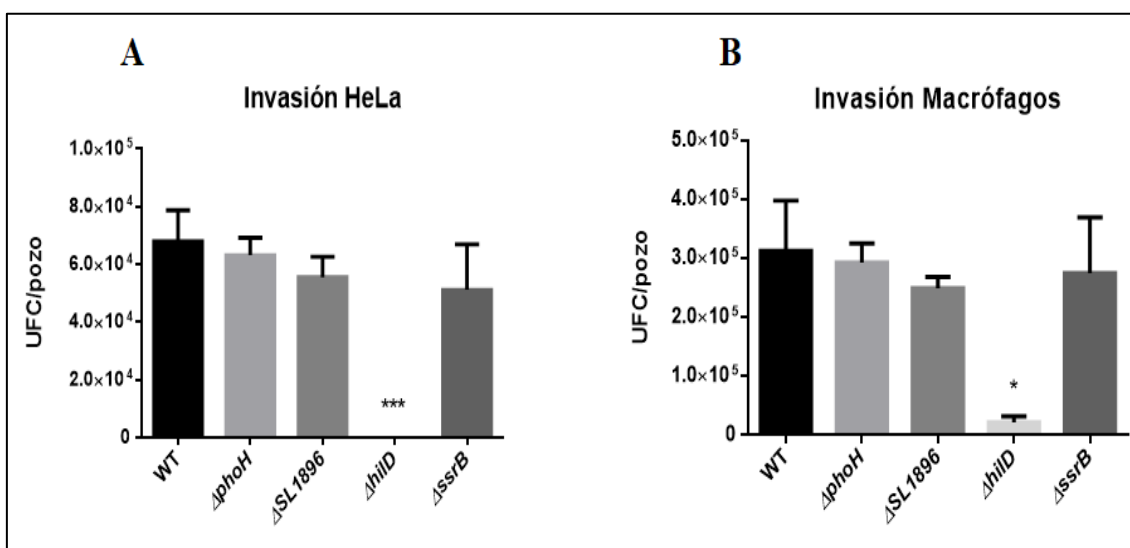 A
Invasión HeLa
UFC/pozo
1.0×10⁵
8.0×10⁴
6.0×10⁴
4.0×10⁴
2.0×10⁴
0
***
WT
ΔphoH
ΔSL1896
ΔhilD
ΔssrB
B
Invasión Macrófagos
UFC/pozo
5.0×10⁵
4.0×10⁵
3.0×10⁵
2.0×10⁵
1.0×10⁵
0
*
WT
ΔphoH
ΔSL1896
ΔhilD
ΔssrB